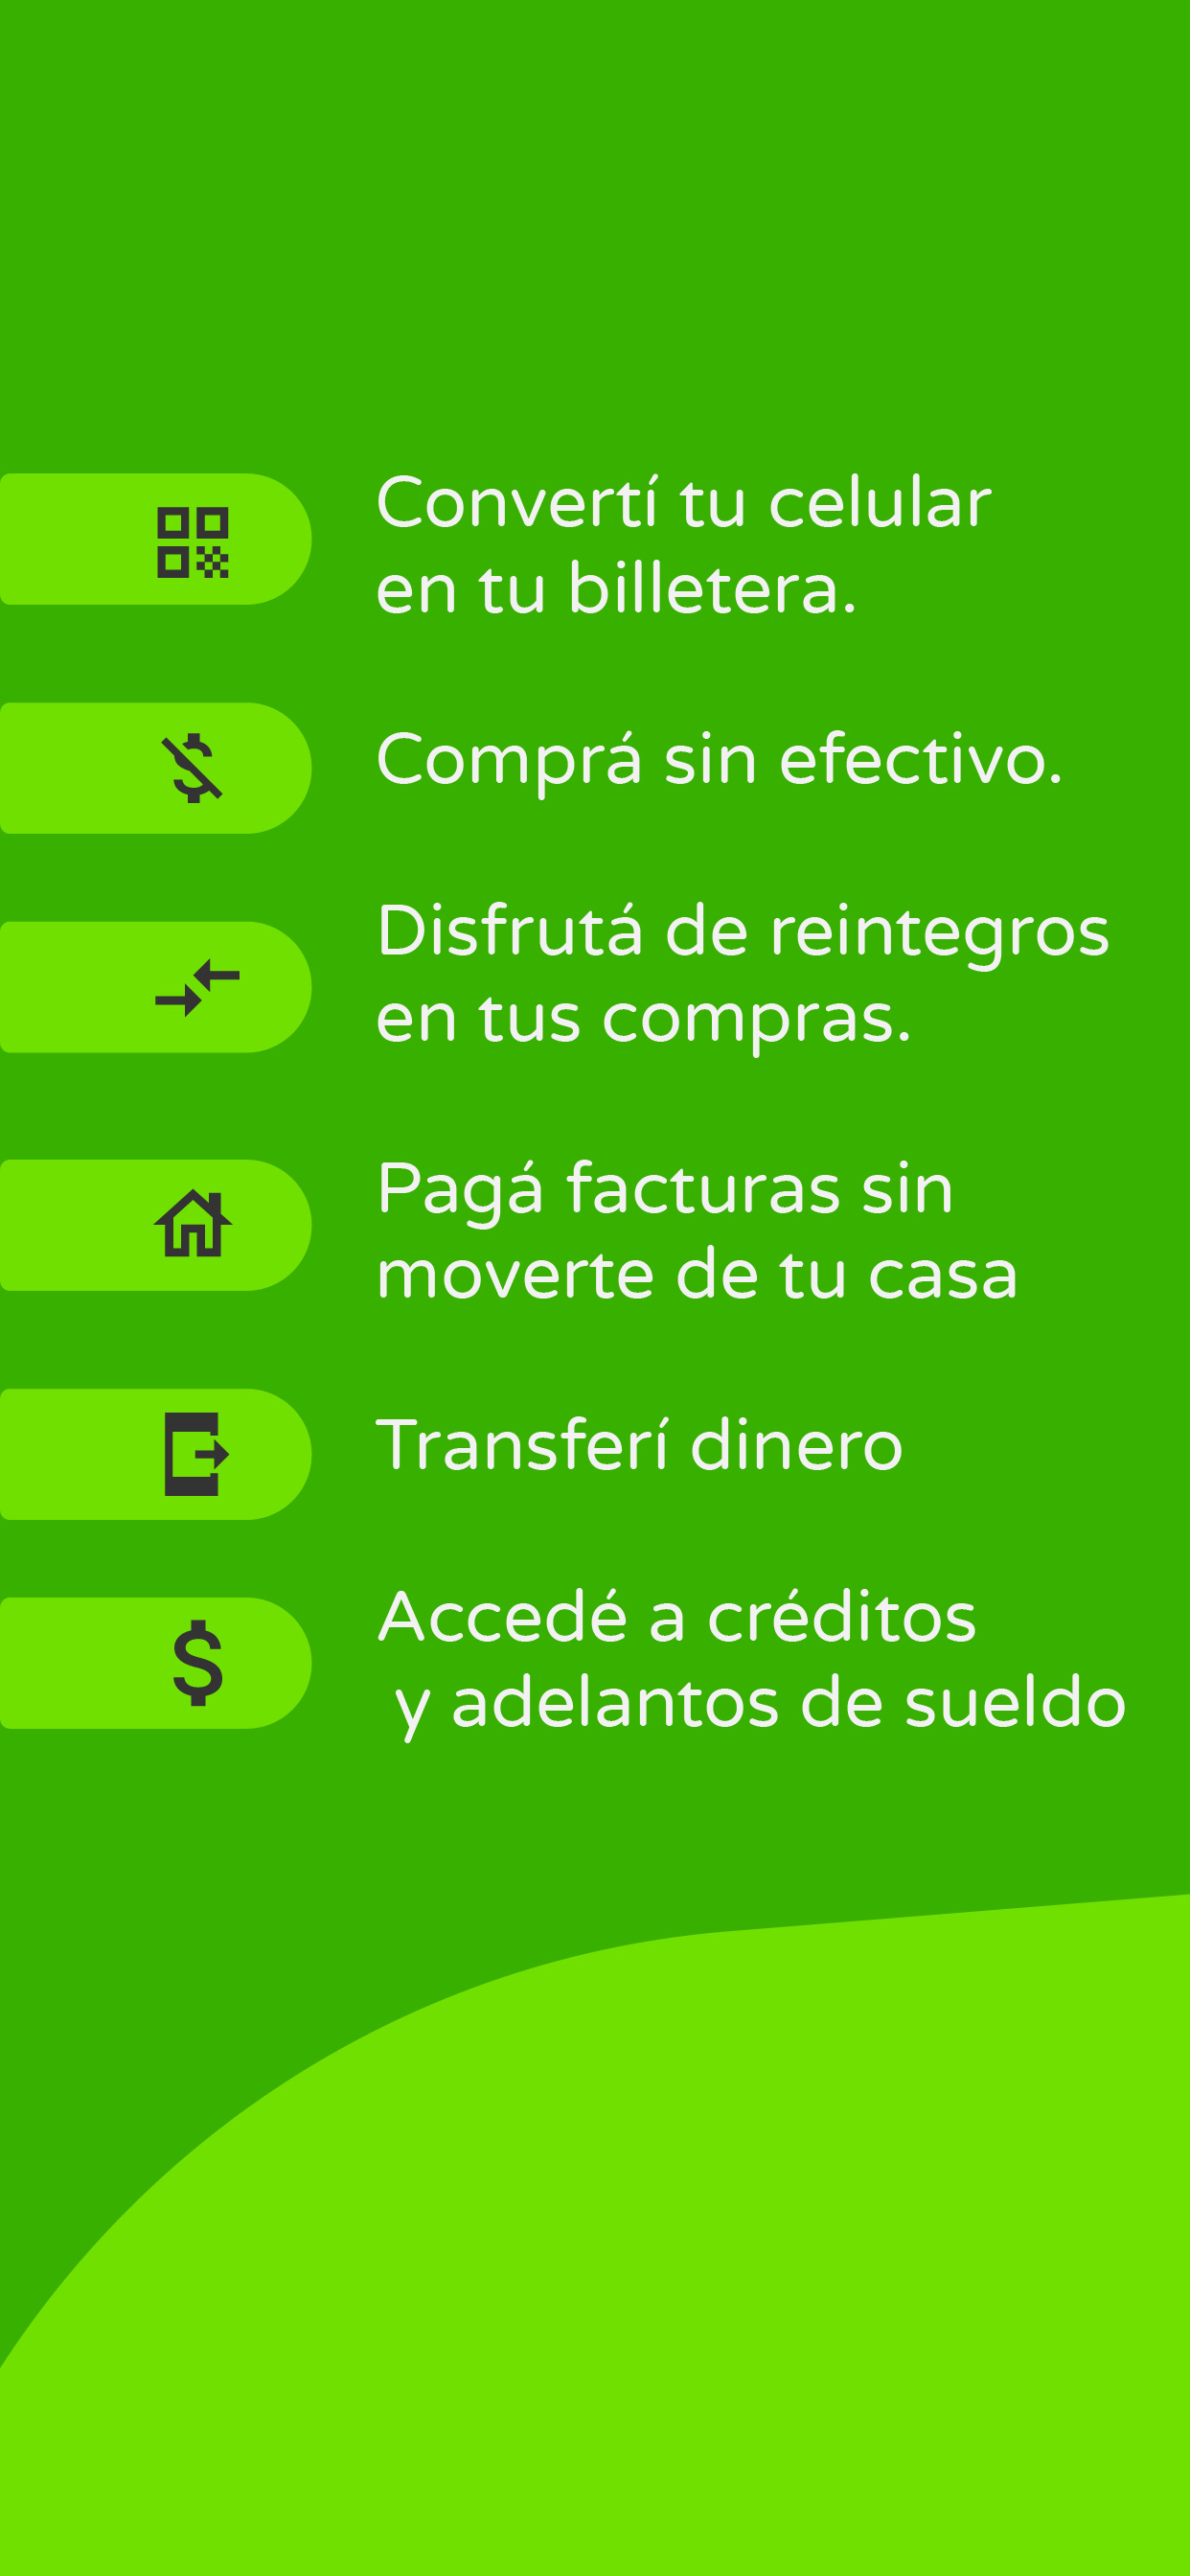 Convertí tu celular
en tu billetera.
Comprá sin efectivo.
Disfrutá de reintegros
en tus compras.
Pagá facturas sin
moverte de tu casa
Transferí dinero
Accedé a créditos
y adelantos de sueldo